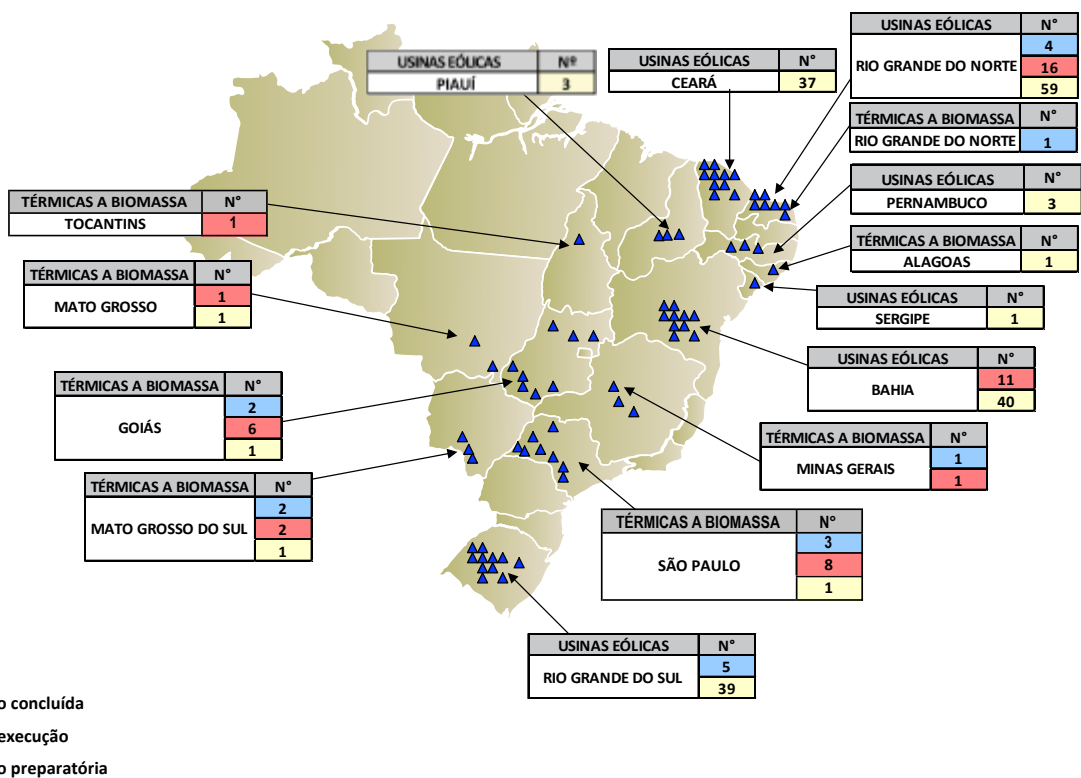 USINAS EÓLICAS N°
4
RIO GRANDE DO NORTE 16
59
USINAS EÓLICAS Nº
PIAUÍ 3
USINAS EÓLICAS N°
CEARÁ 37
TÉRMICAS A BIOMASSA N°
RIO GRANDE DO NORTE 1
USINAS EÓLICAS N°
PERNAMBUCO 3
TÉRMICAS A BIOMASSA N°
TOCANTINS 1
TÉRMICAS A BIOMASSA N°
ALAGOAS 1
TÉRMICAS A BIOMASSA N°
1
MATO GROSSO
1
USINAS EÓLICAS N°
SERGIPE 1
USINAS EÓLICAS N°
11
BAHIA
40
TÉRMICAS A BIOMASSA N°
2
GOIÁS 6
1
TÉRMICAS A BIOMASSA N°
1
MINAS GERAIS
1
TÉRMICAS A BIOMASSA N°
2
MATO GROSSO DO SUL 2
1
TÉRMICAS A BIOMASSA N°
3
SÃO PAULO 8
1
USINAS EÓLICAS N°
5
RIO GRANDE DO SUL
39
o concluída
execução
o preparatória